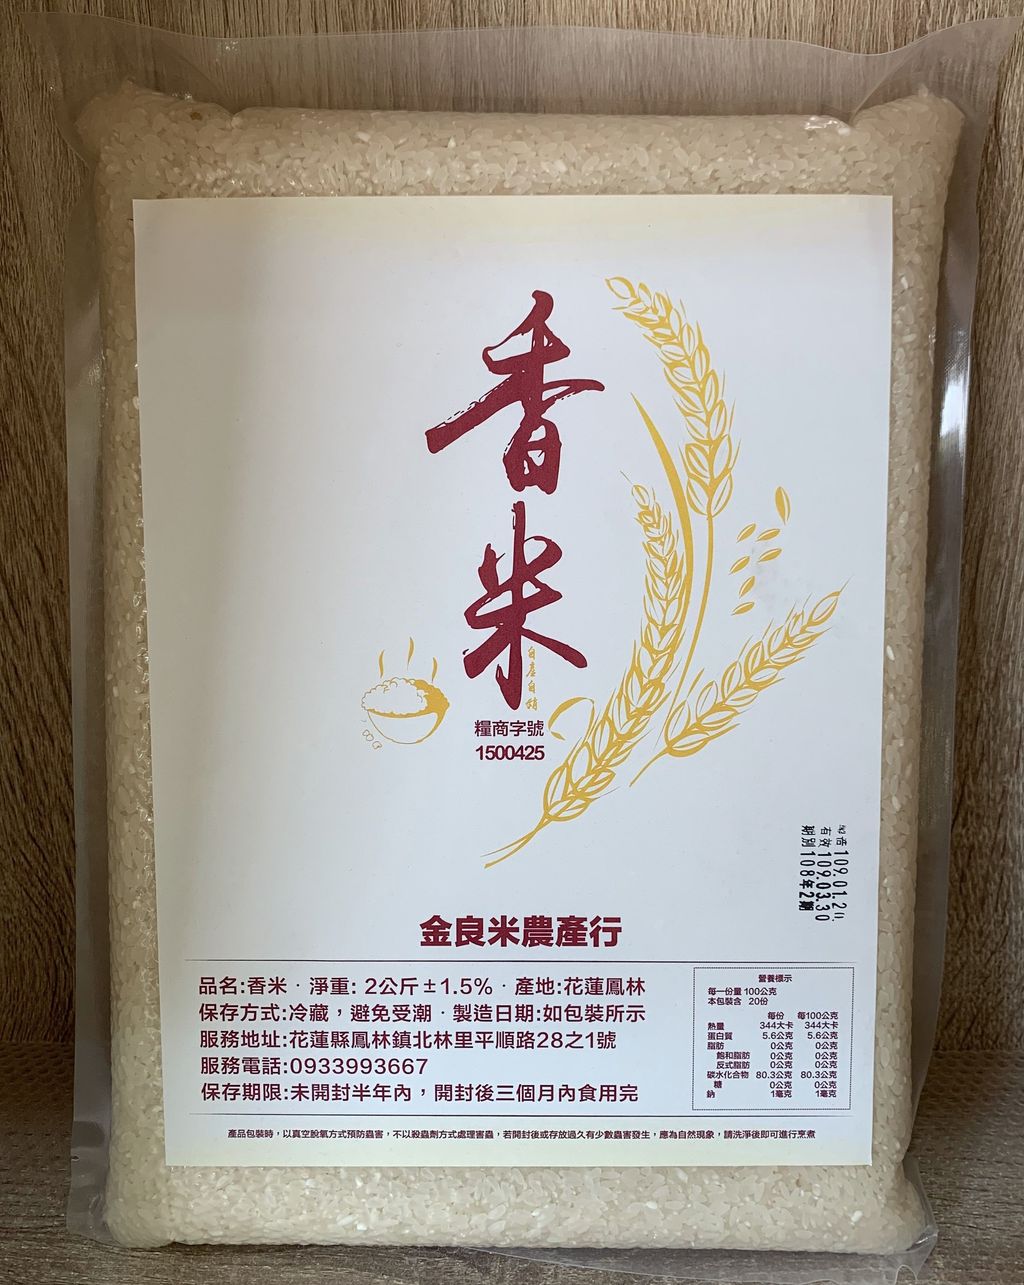 香米
自產自銷
糧商字號
1500425
有效 109.03.30
期別 108年2期
金良米農產行
品名:香米・淨重: 2公斤±1.5%・產地:花蓮鳳林
保存方式:冷藏，避免受潮・製造日期:如包裝所示
服務地址:花蓮縣鳳林鎮北林里平順路28之1號
服務電話:0933993667
保存期限:未開封半年內，開封後三個月內食用完
營養標示
每一份量 100公克
本包裝含 20份
每份 每100公克
熱量 344大卡 344大卡
蛋白質 5.6公克 5.6公克
脂肪 0公克 0公克
飽和脂肪 0公克 0公克
反式脂肪 0公克 0公克
碳水化合物 80.3公克 80.3公克
糖 0公克 0公克
鈉 1毫克 1毫克
產品包裝時，以真空脫氧方式預防蟲害，不以殺蟲劑方式處理害蟲，若開封後或存放過久有少數蟲害發生，應為自然現象，請洗淨後即可進行烹煮